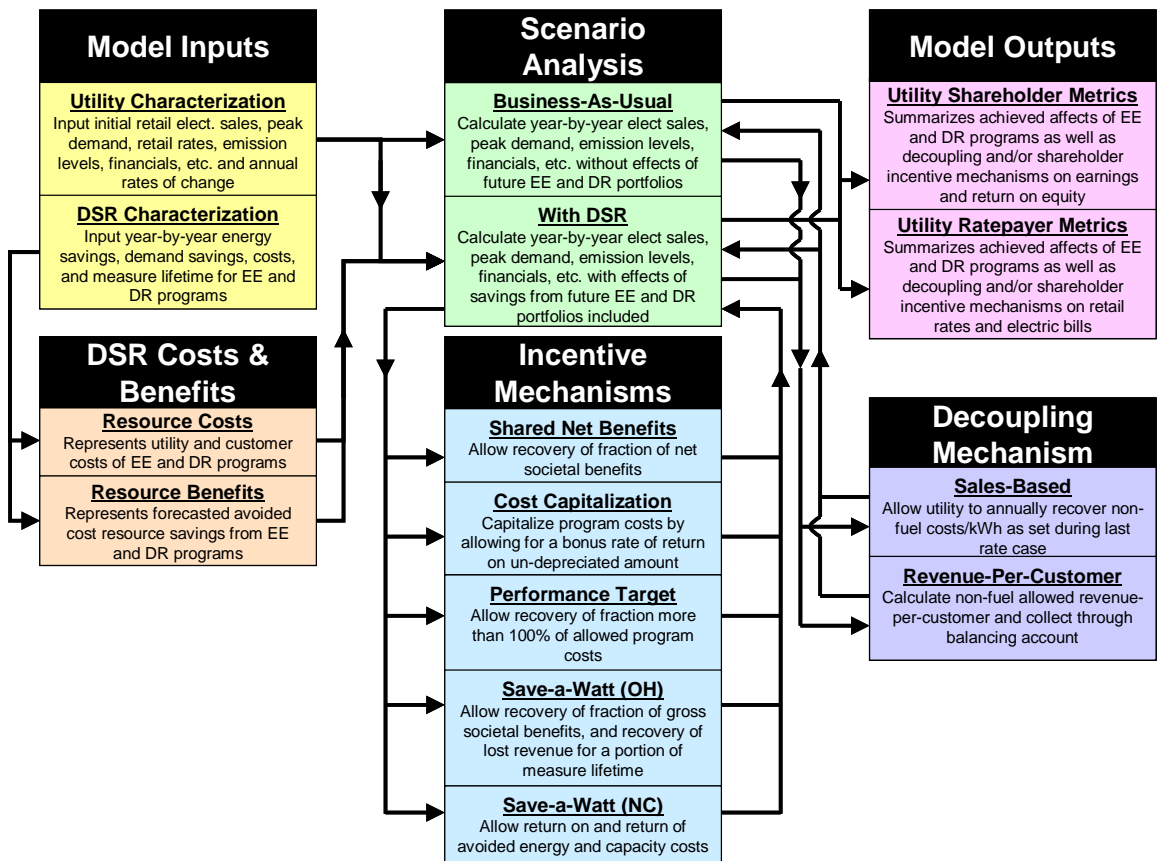 Model Inputs
Utility Characterization
Input initial retail elect. sales, peak
demand, retail rates, emission
levels, financials, etc. and annual
rates of change
DSR Characterization
Input year-by-year energy
savings, demand savings, costs,
and measure lifetime for EE and
DR programs
DSR Costs &
Benefits
Resource Costs
Represents utility and customer
costs of EE and DR programs
Resource Benefits
Represents forecasted avoided
cost resource savings from EE
and DR programs
Scenario
Analysis
Business-As-Usual
Calculate year-by-year elect sales,
peak demand, emission levels,
financials, etc. without effects of
future EE and DR portfolios
With DSR
Calculate year-by-year elect sales,
peak demand, emission levels,
financials, etc. with effects of
savings from future EE and DR
portfolios included
Incentive
Mechanisms
Shared Net Benefits
Allow recovery of fraction of net
societal benefits
Cost Capitalization
Capitalize program costs by
allowing for a bonus rate of return
on un-depreciated amount
Performance Target
Allow recovery of fraction more
than 100% of allowed program
costs
Save-a-Watt (OH)
Allow recovery of fraction of gross
societal benefits, and recovery of
lost revenue for a portion of
measure lifetime
Save-a-Watt (NC)
Allow return on and return of
avoided energy and capacity costs
Model Outputs
Utility Shareholder Metrics
Summarizes achieved affects of EE
and DR programs as well as
decoupling and/or shareholder
incentive mechanisms on earnings
and return on equity
Utility Ratepayer Metrics
Summarizes achieved affects of EE
and DR programs as well as
decoupling and/or shareholder
incentive mechanisms on retail
rates and electric bills
Decoupling
Mechanism
Sales-Based
Allow utility to annually recover non-
fuel costs/kWh as set during last
rate case
Revenue-Per-Customer
Calculate non-fuel allowed revenue-
per-customer and collect through
balancing account